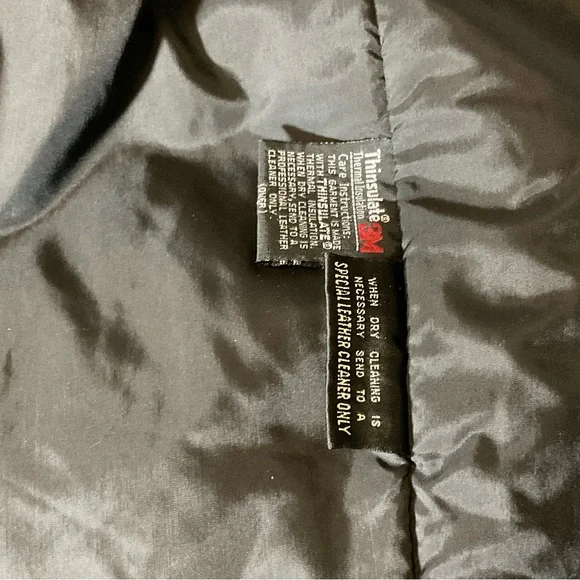 Thinsulate® 3M
Thermal Insulation
Care Instructions:
THIS GARMENT IS MADE
WITH THINSULATE®
THERMAL INSULATION.
WHEN DRY CLEANING IS
NECESSARY, SEND TO A
PROFESSIONAL LEATHER
CLEANER ONLY.
WHEN DRY CLEANING IS
NECESSARY SEND TO A
SPECIAL LEATHER CLEANER ONLY